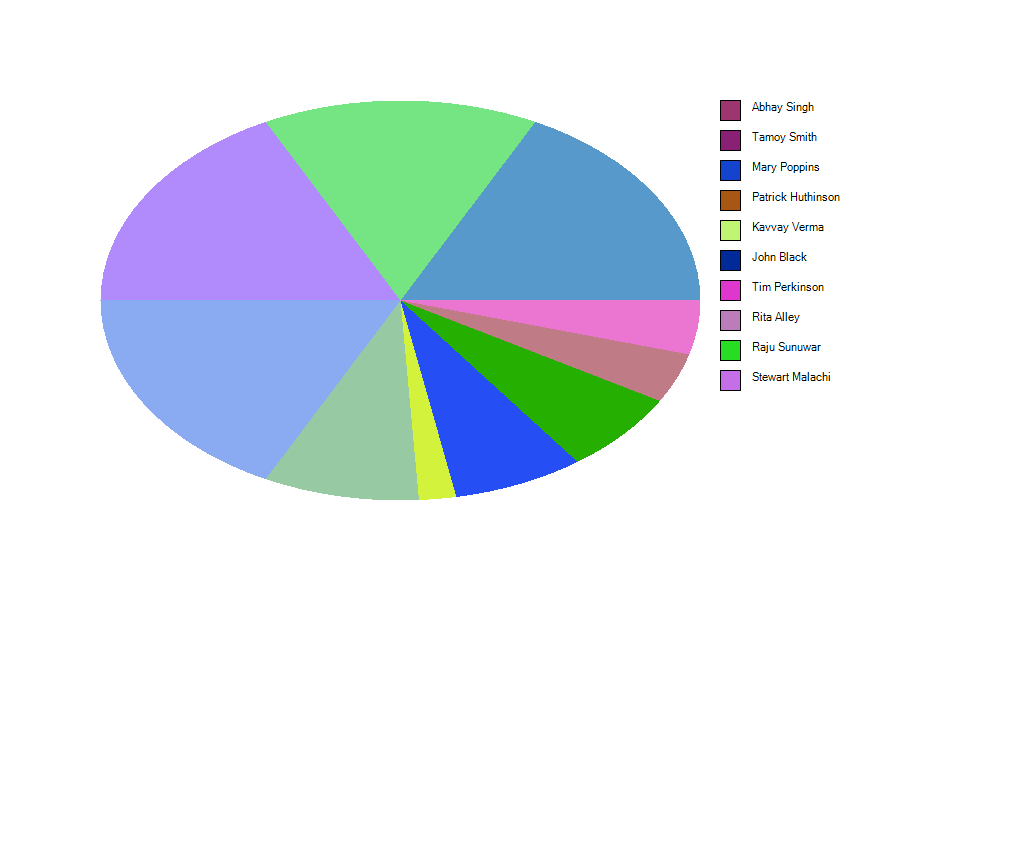 Abhay Singh
Tamoy Smith
Mary Poppins
Patrick Huthinson
Kavvay Verma
John Black
Tim Perkinson
Rita Alley
Raju Sunuwar
Stewart Malachi